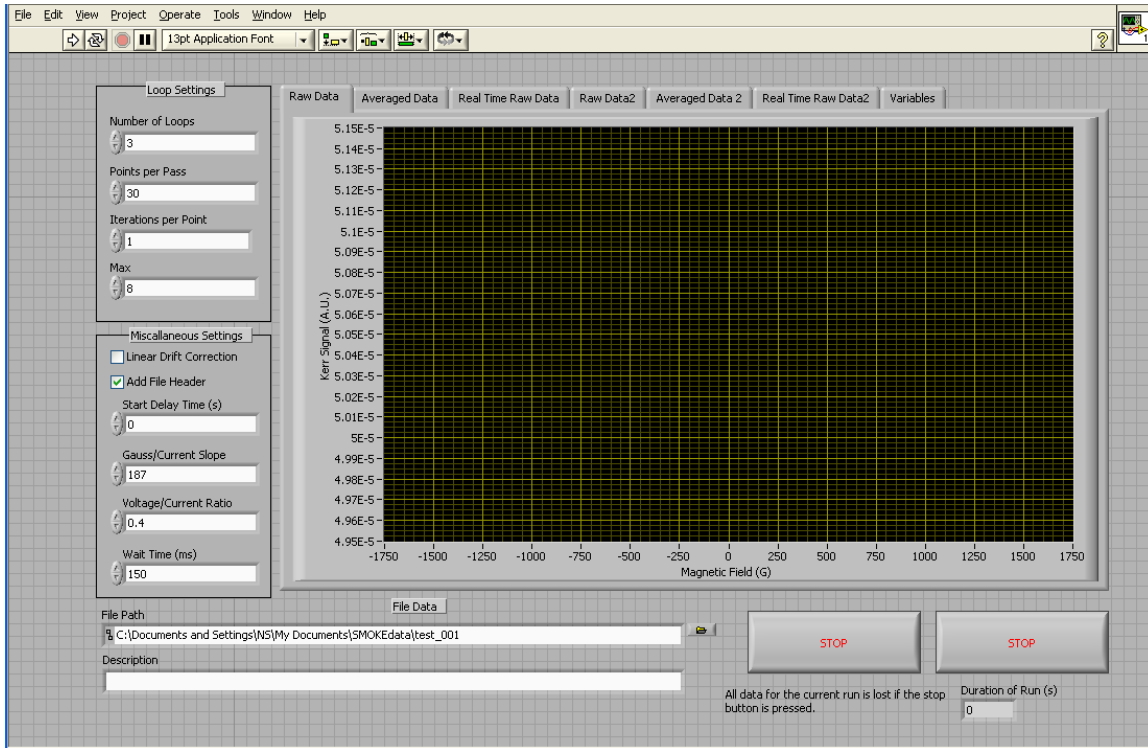 File Edit View Project Operate Tools Window Help
13pt Application Font
?
1
Loop Settings
Number of Loops
3
Points per Pass
30
Iterations per Point
1
Max
8
Miscallaneous Settings
Linear Drift Correction
Add File Header
Start Delay Time (s)
0
Gauss/Current Slope
187
Voltage/Current Ratio
0.4
Wait Time (ms)
150
Raw Data Averaged Data Real Time Raw Data Raw Data2 Averaged Data 2 Real Time Raw Data2 Variables
5.15E-5
5.14E-5
5.13E-5
5.12E-5
5.11E-5
5.1E-5
5.09E-5
5.08E-5
5.07E-5
5.06E-5
5.05E-5
5.04E-5
5.03E-5
5.02E-5
5.01E-5
5E-5
4.99E-5
4.98E-5
4.97E-5
4.96E-5
4.95E-5
Kerr Signal (A.U.)
-1750 -1500 -1250 -1000 -750 -500 -250 0 250 500 750 1000 1250 1500 1750
Magnetic Field (G)
File Data
File Path
C:\Documents and Settings\NS\My Documents\SMOKEdata\test_001
Description
STOP
STOP
All data for the current run is lost if the stop
button is pressed.
Duration of Run (s)
0